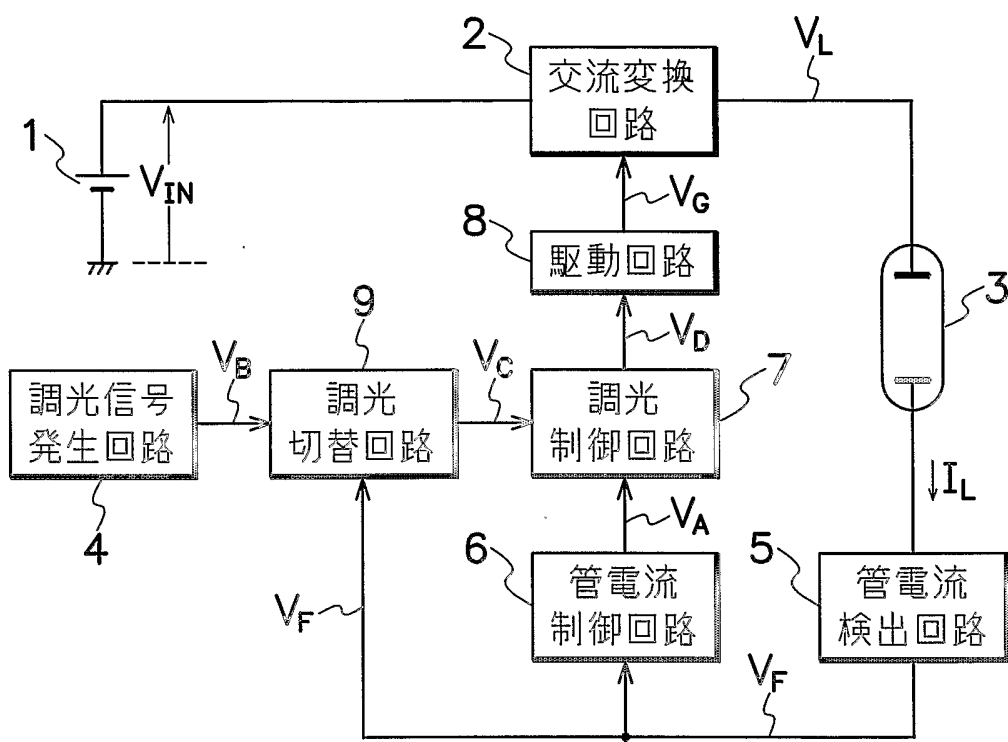 2
交流変換
回路
V_L
1
V_IN
V_G
8
駆動回路
3
9
V_D
V_B
V_C
7
調光信号
発生回路
調光
切替回路
調光
制御回路
I_L
4
V_A
6
5
管電流
制御回路
管電流
検出回路
V_F
V_F